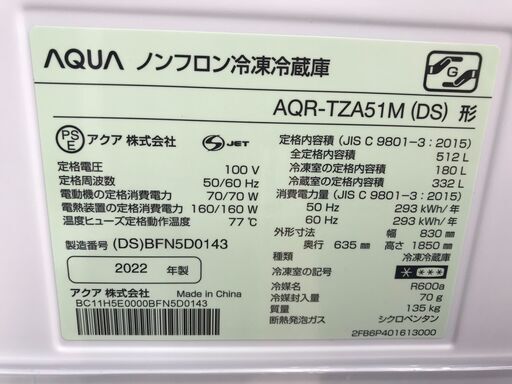 AQUA ノンフロン冷凍冷蔵庫
G
AQR-TZA51M (DS) 形
PS
E
アクア 株式会社
S JET
定格電圧 100 V
定格周波数 50/60 Hz
電動機の定格消費電力 70/70 W
電熱装置の定格消費電力 160/160 W
温度ヒューズ定格動作温度 77℃
製造番号 (DS)BFN5D0143
2022 年製
アクア 株式会社 Made in China
BC11H5E0000BFN5D0143
定格内容積 (JIS C 9801-3 : 2015)
全定格内容積 512 L
冷凍室の定格内容積 180 L
冷蔵室の定格内容積 332 L
消費電力量 (JIS C 9801-3 : 2015)
50 Hz 293 kWh/年
60 Hz 293 kWh/年
外形寸法 幅 830 mm
奥行 635 mm 高さ 1850 mm
種類 冷凍冷蔵庫
冷凍室の記号 * ***
冷媒名 R600a
冷媒封入量 70 g
質量 135 kg
断熱発泡ガス シクロペンタン
2FB6P401613000